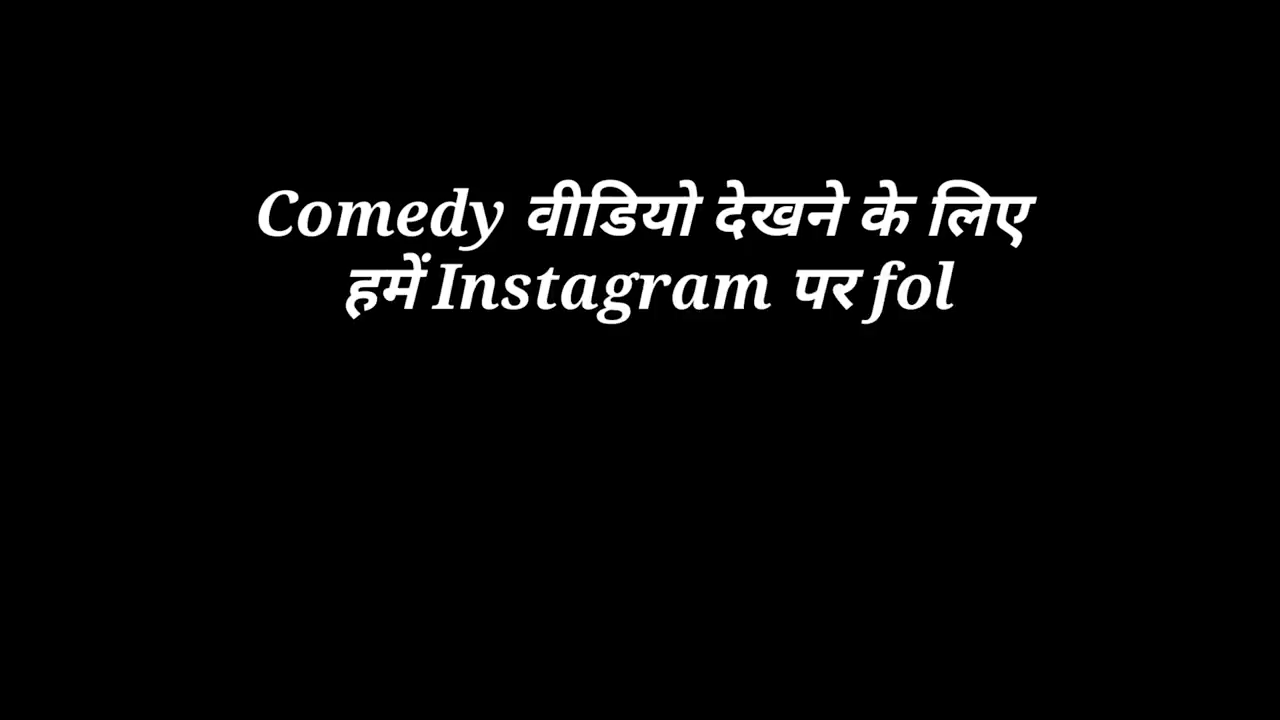 Comedy वीडियो देखने के लिए
हमें Instagram पर fol